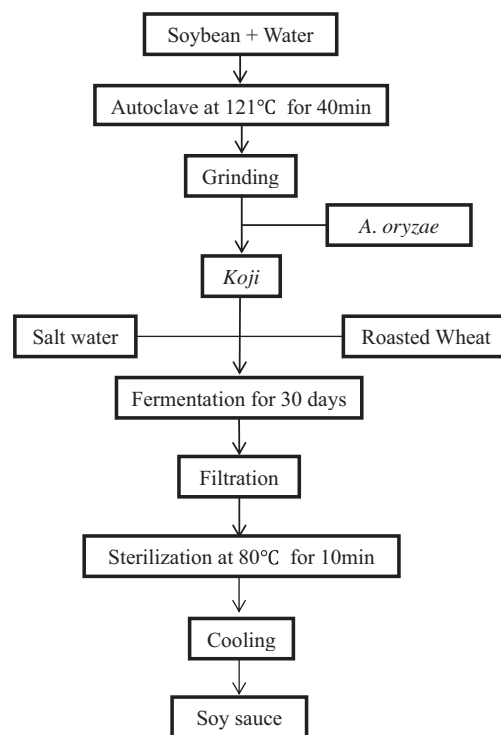 Soybean + Water
Autoclave at 121℃ for 40min
Grinding
A. oryzae
Koji
Salt water
Roasted Wheat
Fermentation for 30 days
Filtration
Sterilization at 80℃ for 10min
Cooling
Soy sauce